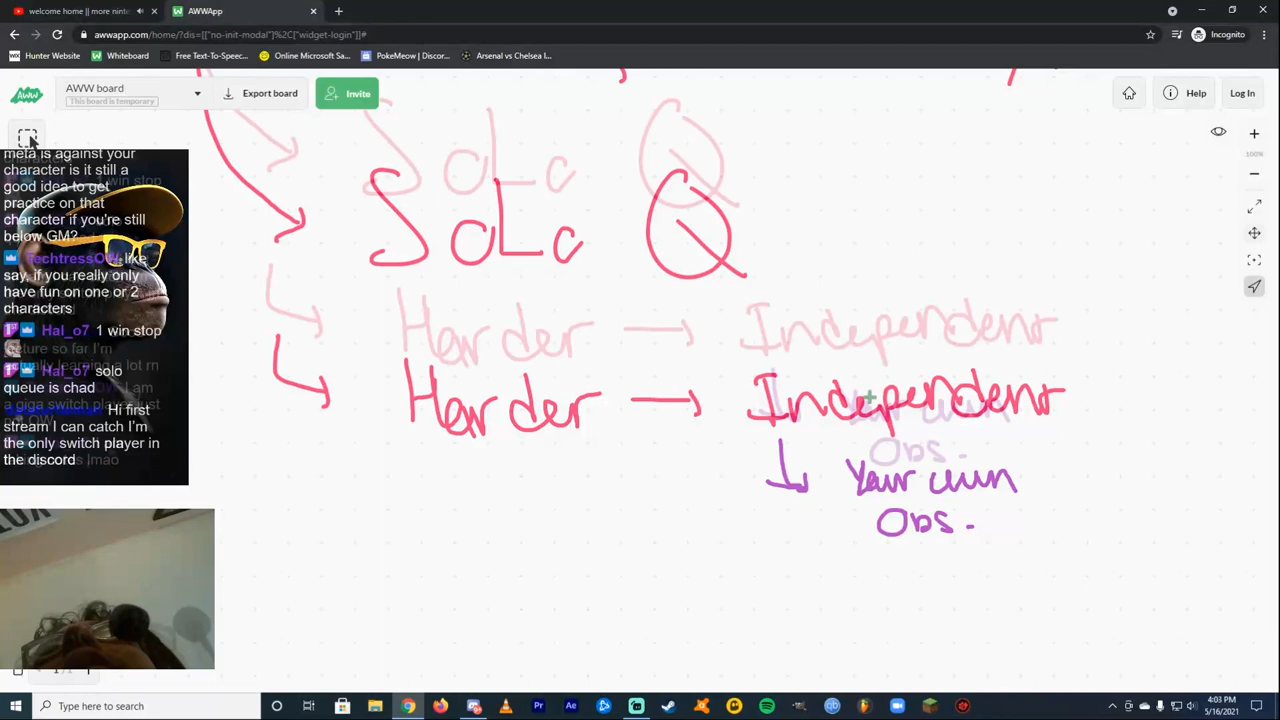 welcome home || more ninten
AWWApp
awwapp.com/home/?dis=[["no-init-modal"]%2C["widget-login"]]#
Incognito
Hunter Website
Whiteboard
Free Text-To-Speec...
Online Microsoft Sa...
PokeMeow | Discor...
Arsenal vs Chelsea l...
AWW
AWW board
This board is temporary
Export board
Invite
Help
Log In
100%
meta is against your
character is it still a
good idea to get
practice on that
character if you're still
below GM?
TechtressOW like
say, if you really only
have fun on one or 2
characters
Hal_o7 1 win stop
Hal_o7 solo
queue is chad
Hi first
stream I can catch I'm
the only switch player in
the discord
SoLo Q
Harder → Independent
Your own
Obs.
Type here to search
4:03 PM
5/16/2021